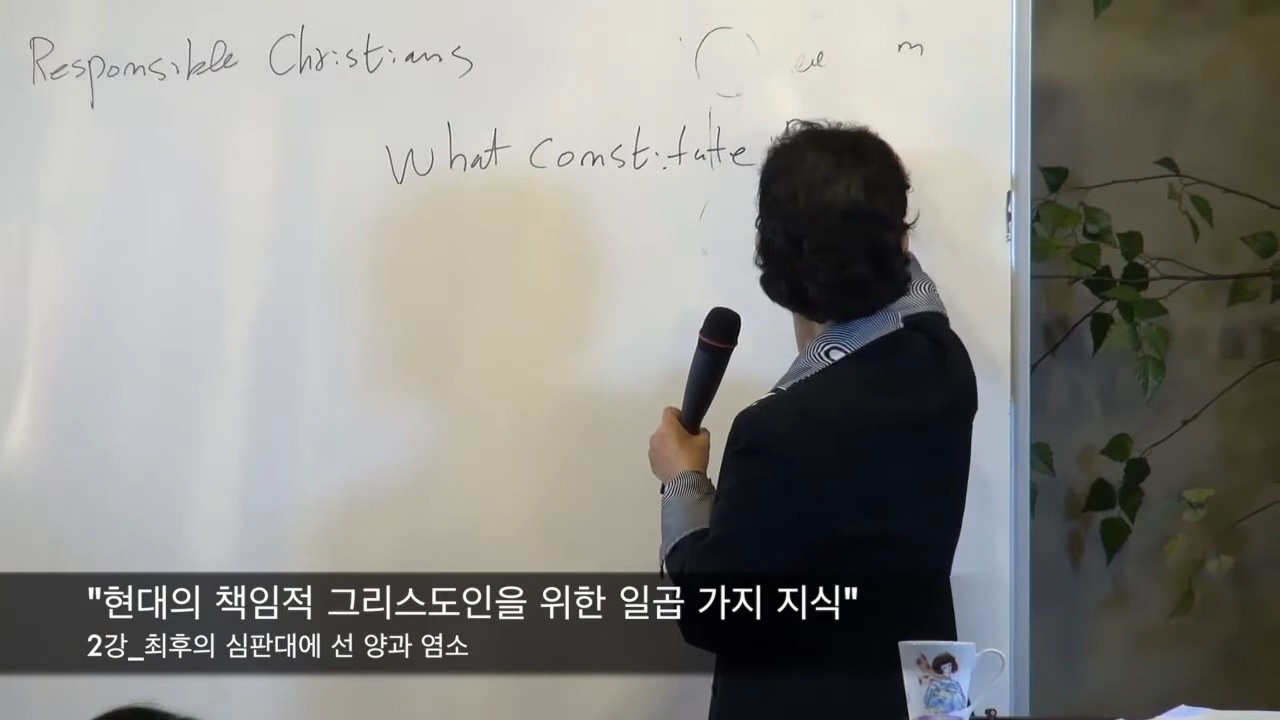 Responsible Christians
What constitute
"현대의 책임적 그리스도인을 위한 일곱 가지 지식"
2강_최후의 심판대에 선 양과 염소